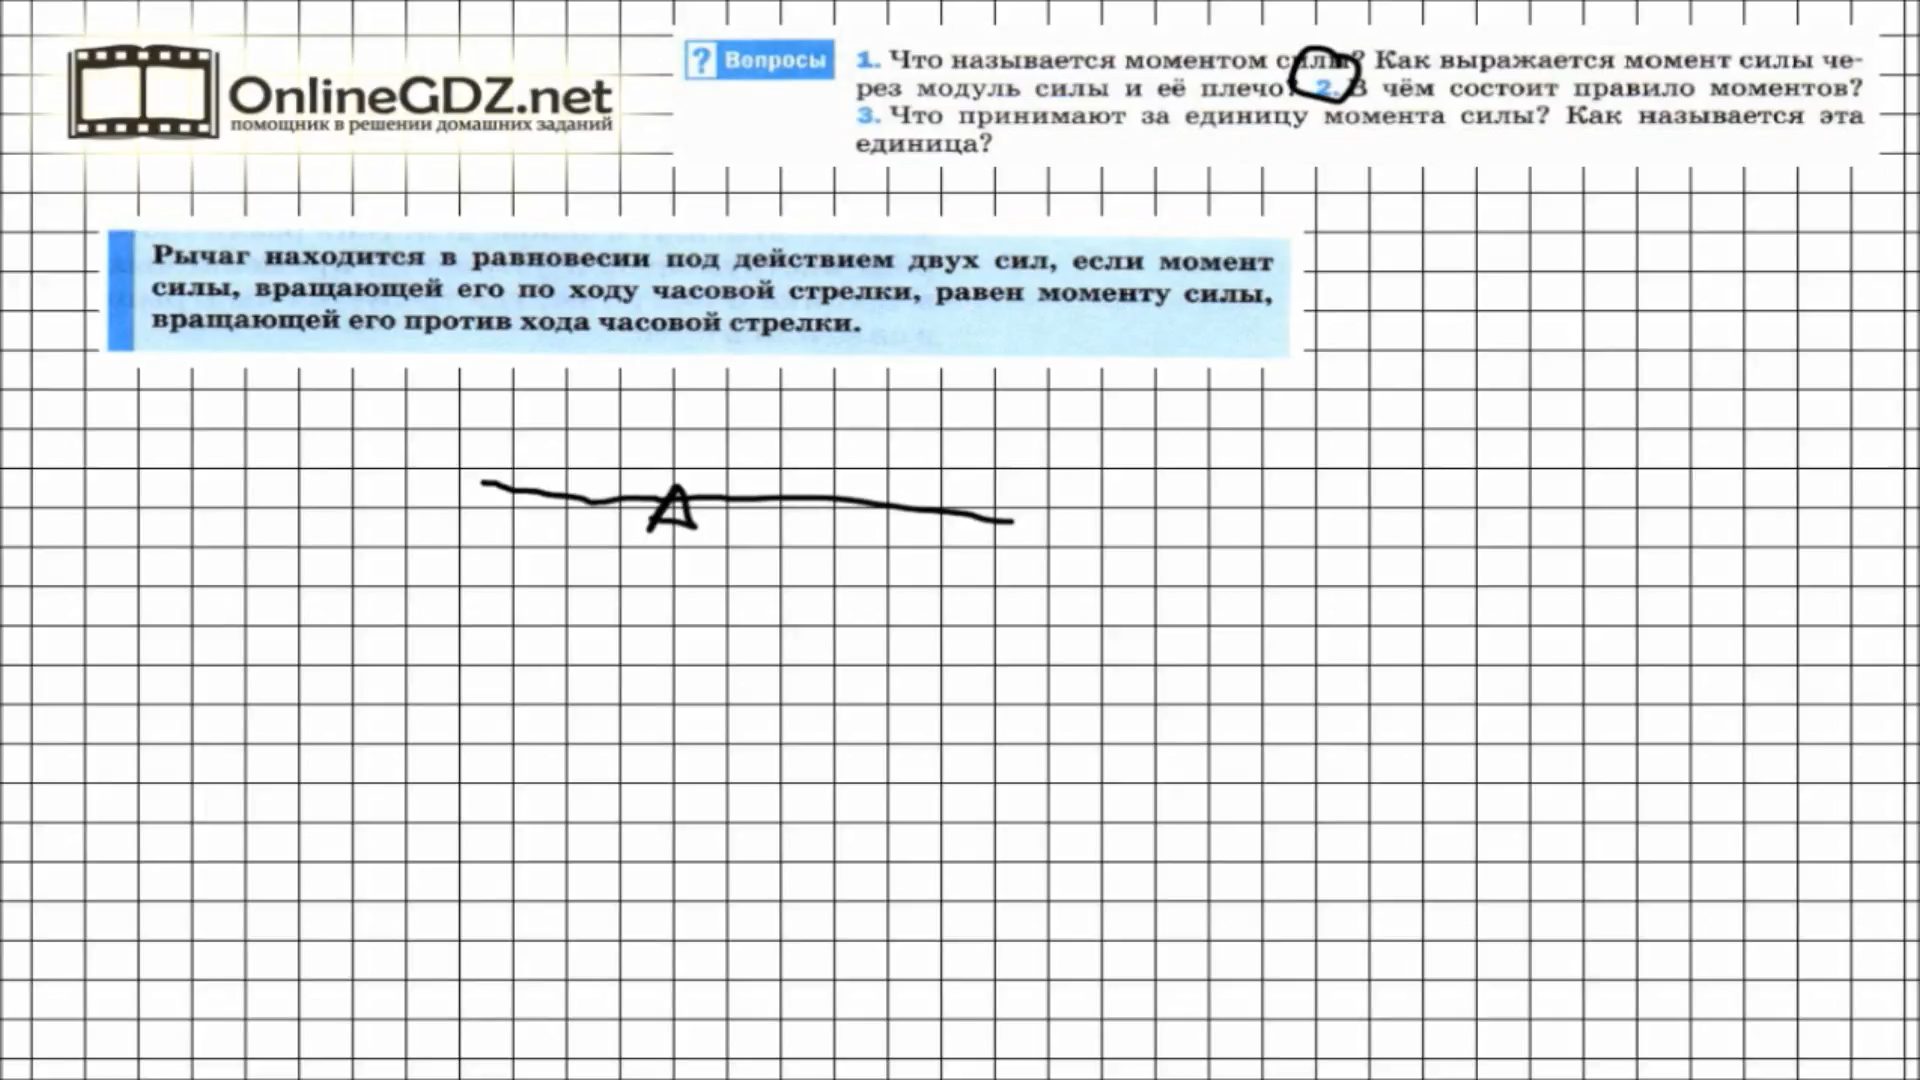 OnlineGDZ.net
помощник в решении домашних заданий
? Вопросы
1. Что называется моментом силы? Как выражается момент силы че-
рез модуль силы и её плечо? 2. В чём состоит правило моментов?
3. Что принимают за единицу момента силы? Как называется эта
единица?
Рычаг находится в равновесии под действием двух сил, если момент
силы, вращающей его по ходу часовой стрелки, равен моменту силы,
вращающей его против хода часовой стрелки.